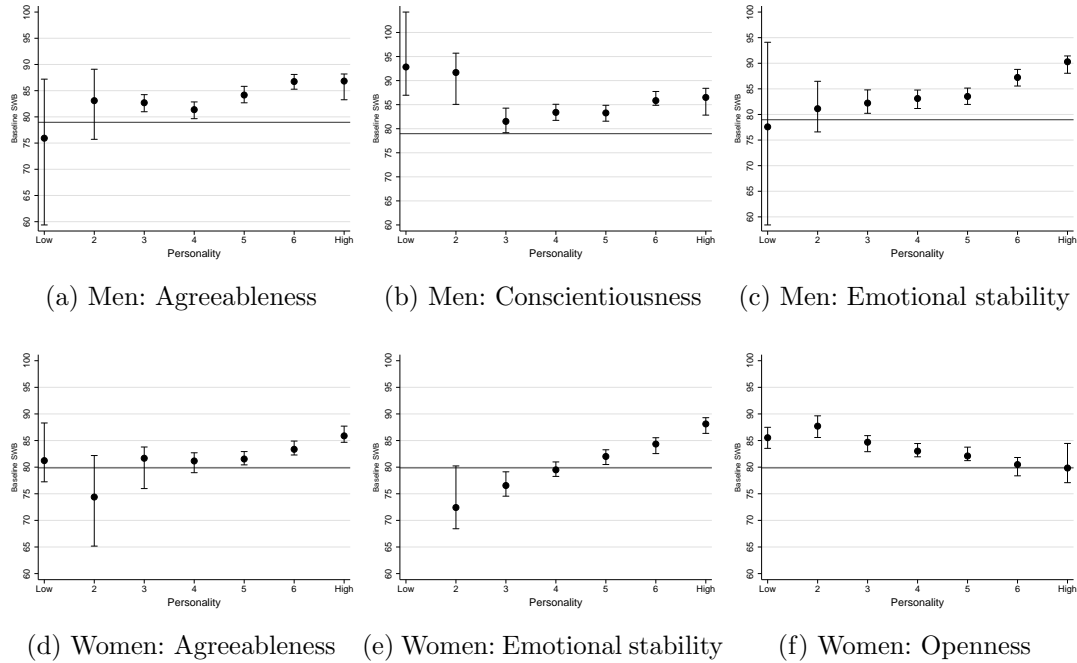 Baseline SWB
60 65 70 75 80 85 90 95 100
Low 2 3 4 5 6 High
Personality
(a) Men: Agreeableness
Baseline SWB
60 65 70 75 80 85 90 95 100
Low 2 3 4 5 6 High
Personality
(b) Men: Conscientiousness
Baseline SWB
60 65 70 75 80 85 90 95 100
Low 2 3 4 5 6 High
Personality
(c) Men: Emotional stability
Baseline SWB
60 65 70 75 80 85 90 95 100
Low 2 3 4 5 6 High
Personality
(d) Women: Agreeableness
Baseline SWB
60 65 70 75 80 85 90 95 100
Low 2 3 4 5 6 High
Personality
(e) Women: Emotional stability
Baseline SWB
60 65 70 75 80 85 90 95 100
Low 2 3 4 5 6 High
Personality
(f) Women: Openness